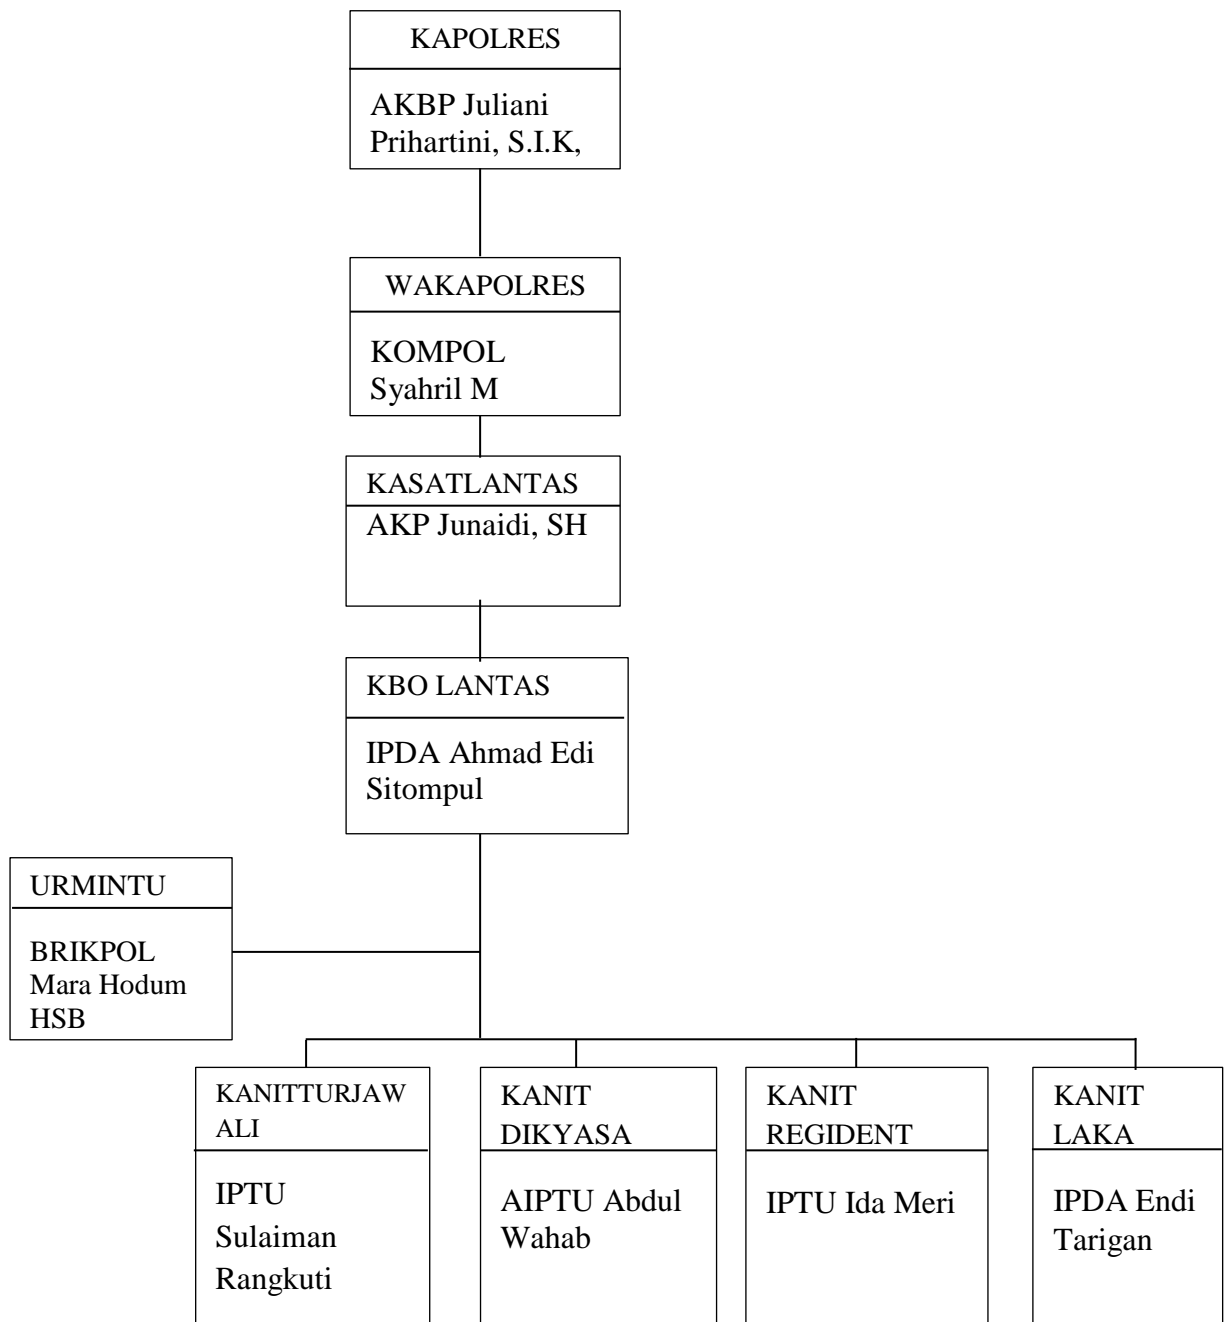 KAPOLRES
AKBP Juliani
Prihartini, S.I.K,
WAKAPOLRES
KOMPOL
Syahril M
KASATLANTAS
AKP Junaidi, SH
KBO LANTAS
IPDA Ahmad Edi
Sitompul
URMINTU
BRIKPOL
Mara Hodum
HSB
KANITTURJAW
ALI
IPTU
Sulaiman
Rangkuti
KANIT
DIKYASA
AIPTU Abdul
Wahab
KANIT
REGIDENT
IPTU Ida Meri
KANIT
LAKA
IPDA Endi
Tarigan